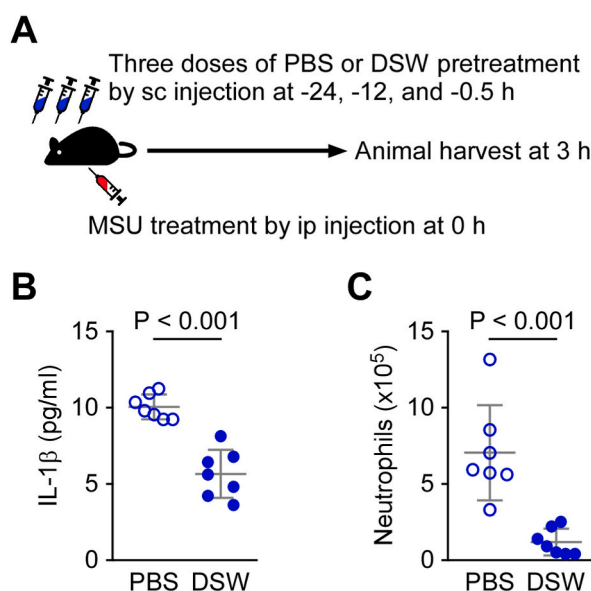 A
Three doses of PBS or DSW pretreatment
by sc injection at -24, -12, and -0.5 h
Animal harvest at 3 h
MSU treatment by ip injection at 0 h
B
P < 0.001
IL-1β (pg/ml)
15
10
5
0
PBS DSW
C
P < 0.001
Neutrophils (x10⁵)
15
10
5
0
PBS DSW